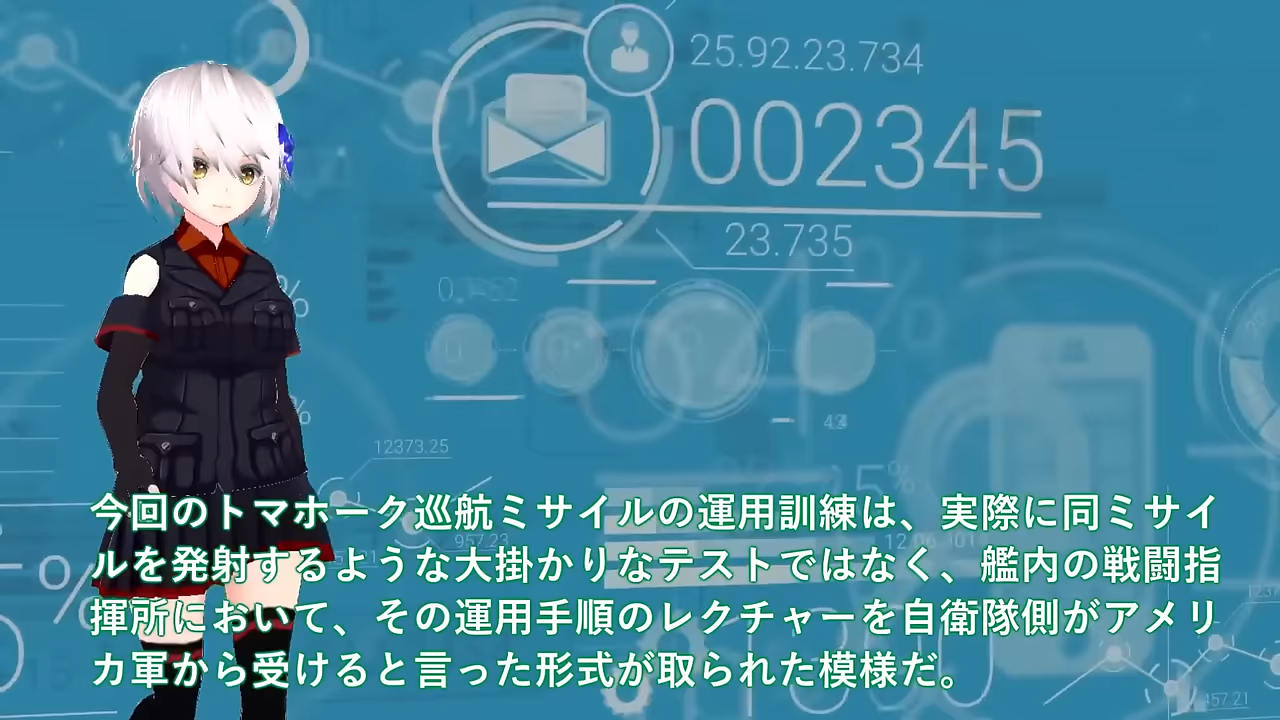 25.92.23.734
002345
23.735
12373.25
957.23
457.21
今回のトマホーク巡航ミサイルの運用訓練は、実際に同ミサイ
ルを発射するような大掛かりなテストではなく、艦内の戦闘指
揮所において、その運用手順のレクチャーを自衛隊側がアメリ
カ軍から受けると言った形式が取られた模様だ。